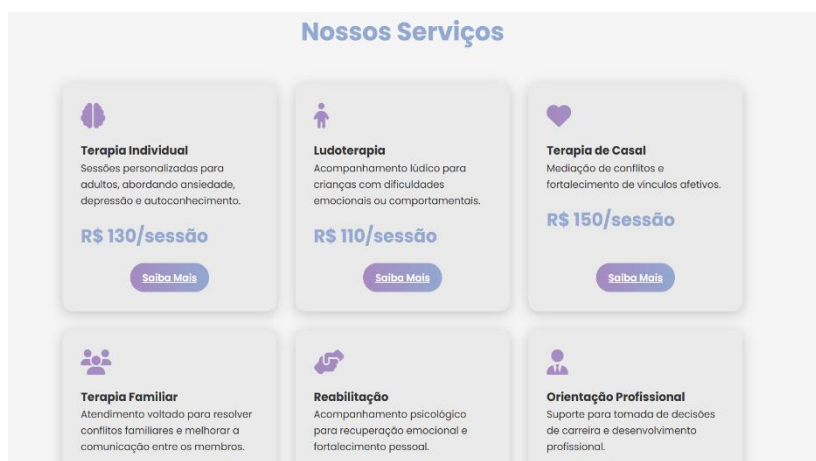 Nossos Serviços
Terapia Individual
Sessões personalizadas para
adultos, abordando ansiedade,
depressão e autoconhecimento.
R$ 130/sessão
Saiba Mais
Ludoterapia
Acompanhamento lúdico para
crianças com dificuldades
emocionais ou comportamentais.
R$ 110/sessão
Saiba Mais
Terapia de Casal
Mediação de conflitos e
fortalecimento de vínculos afetivos.
R$ 150/sessão
Saiba Mais
Terapia Familiar
Atendimento voltado para resolver
conflitos familiares e melhorar a
comunicação entre os membros.
Reabilitação
Acompanhamento psicológico
para recuperação emocional e
fortalecimento pessoal.
Orientação Profissional
Suporte para tomada de decisões
de carreira e desenvolvimento
profissional.